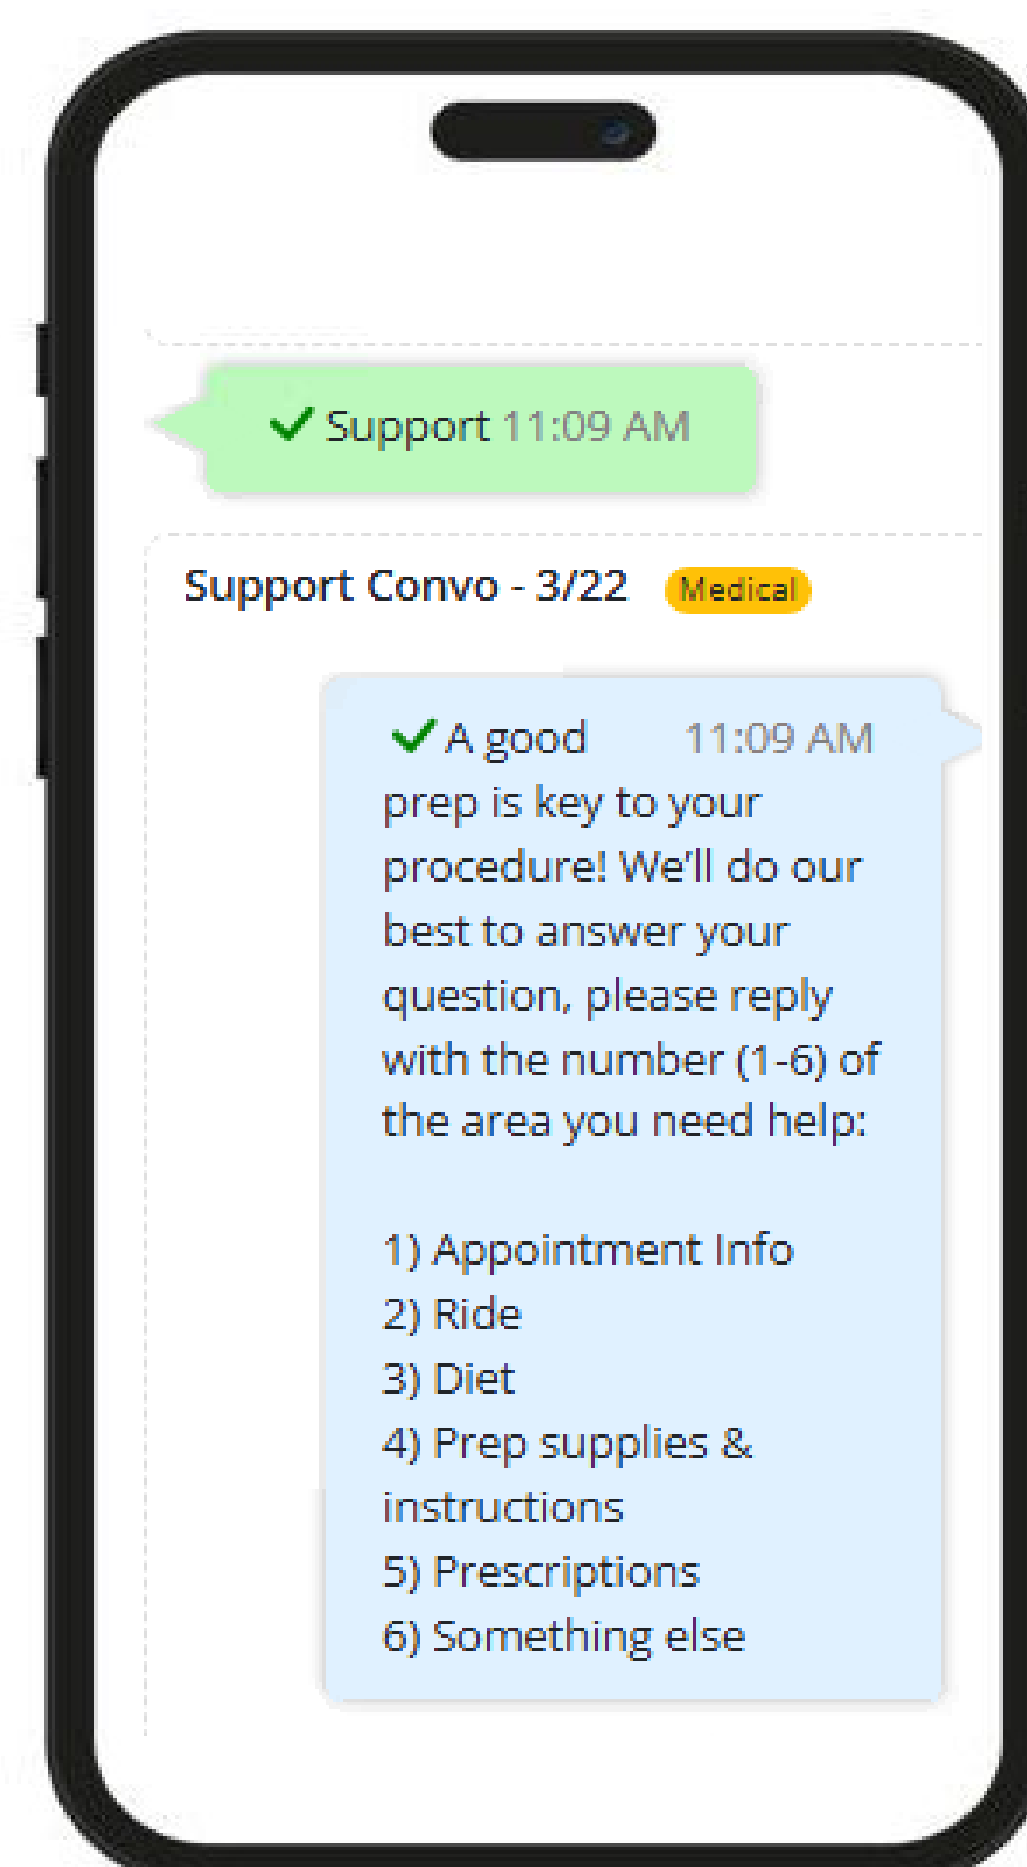 Support 11:09 AM
Support Convo - 3/22 Medical
A good 11:09 AM
prep is key to your
procedure! We'll do our
best to answer your
question, please reply
with the number (1-6) of
the area you need help:
1) Appointment Info
2) Ride
3) Diet
4) Prep supplies &
instructions
5) Prescriptions
6) Something else